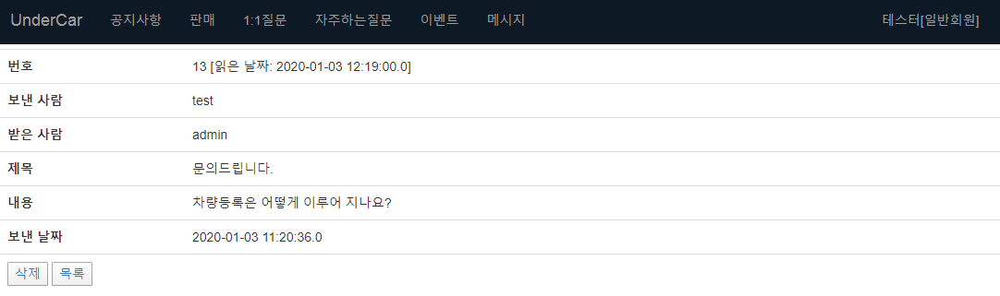 UnderCar 공지사항 판매 1:1질문 자주하는질문 이벤트 메시지 테스터[일반회원]
번호 13 [읽은 날짜: 2020-01-03 12:19:00.0]
보낸 사람 test
받은 사람 admin
제목 문의드립니다.
내용 차량등록은 어떻게 이루어 지나요?
보낸 날짜 2020-01-03 11:20:36.0
삭제 목록